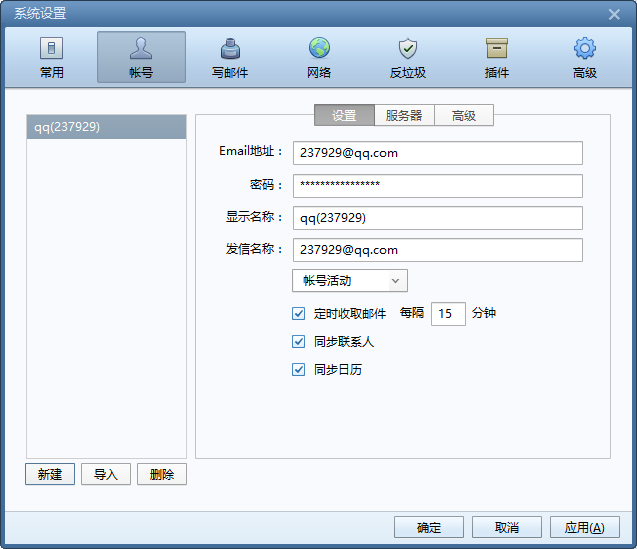 系统设置
常用 帐号 写邮件 网络 反垃圾 插件 高级
qq(237929)
设置 服务器 高级
Email地址： 237929@qq.com
密码： ****************
显示名称： qq(237929)
发信名称： 237929@qq.com
帐号活动
定时收取邮件 每隔 15 分钟
同步联系人
同步日历
新建 导入 删除
确定 取消 应用(A)